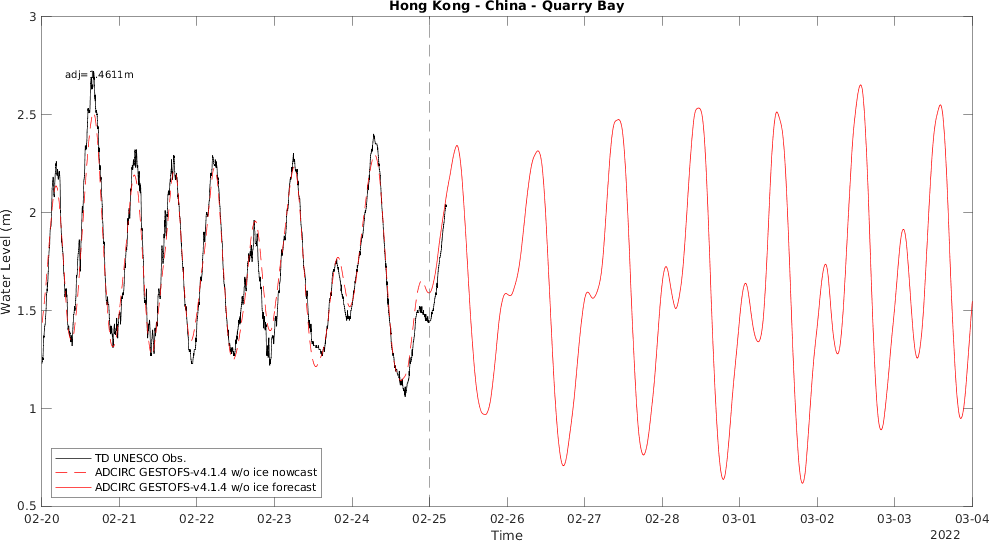 Hong Kong - China - Quarry Bay
3
2.5
2
1.5
1
0.5
Water Level (m)
adj=1.4611m
TD UNESCO Obs.
ADCIRC GESTOFS-v4.1.4 w/o ice nowcast
ADCIRC GESTOFS-v4.1.4 w/o ice forecast
02-20 02-21 02-22 02-23 02-24 02-25 02-26 02-27 02-28 03-01 03-02 03-03 03-04
Time
2022